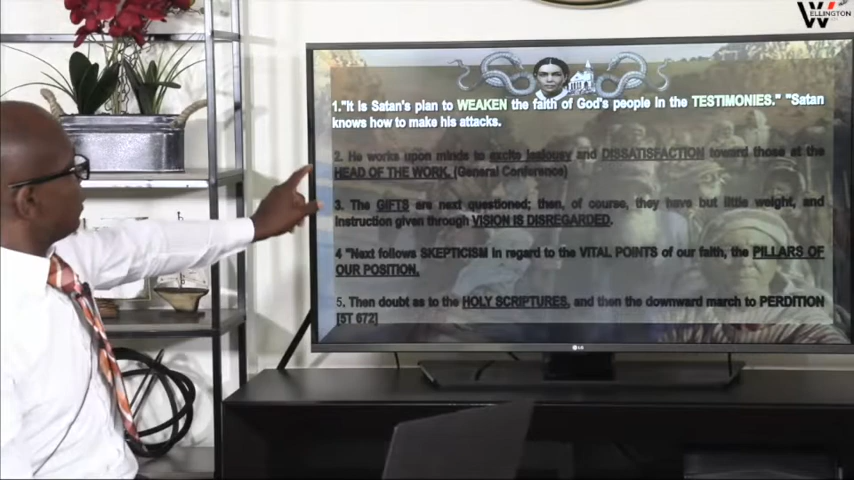 WELLINGTON
1."It is Satan's plan to WEAKEN the faith of God's people in the TESTIMONIES." "Satan
knows how to make his attacks.
2. He works upon minds to excite jealousy and DISSATISFACTION toward those at the
HEAD OF THE WORK. (General Conference)
3. The GIFTS are next questioned; then, of course, they have but little weight, and
instruction given through VISION IS DISREGARDED.
4 "Next follows SKEPTICISM in regard to the VITAL POINTS of our faith, the PILLARS OF
OUR POSITION.
5. Then doubt as to the HOLY SCRIPTURES, and then the downward march to PERDITION
[5T 672]
LG